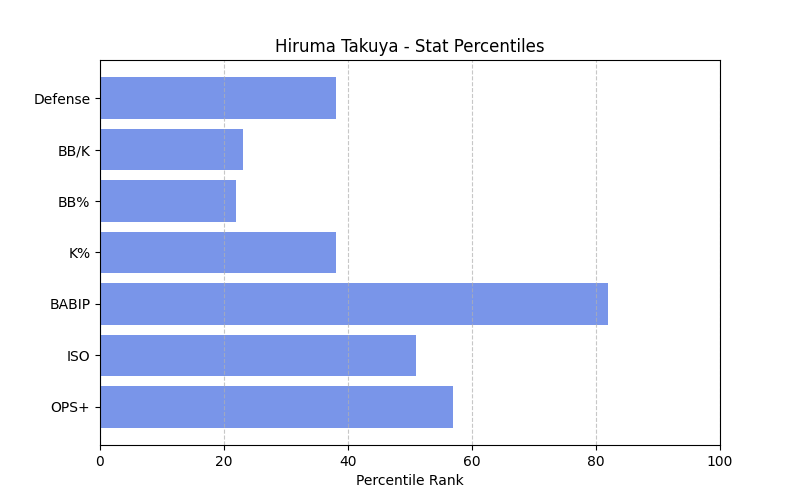 Hiruma Takuya - Stat Percentiles
Defense
BB/K
BB%
K%
BABIP
ISO
OPS+
0 20 40 60 80 100
Percentile Rank